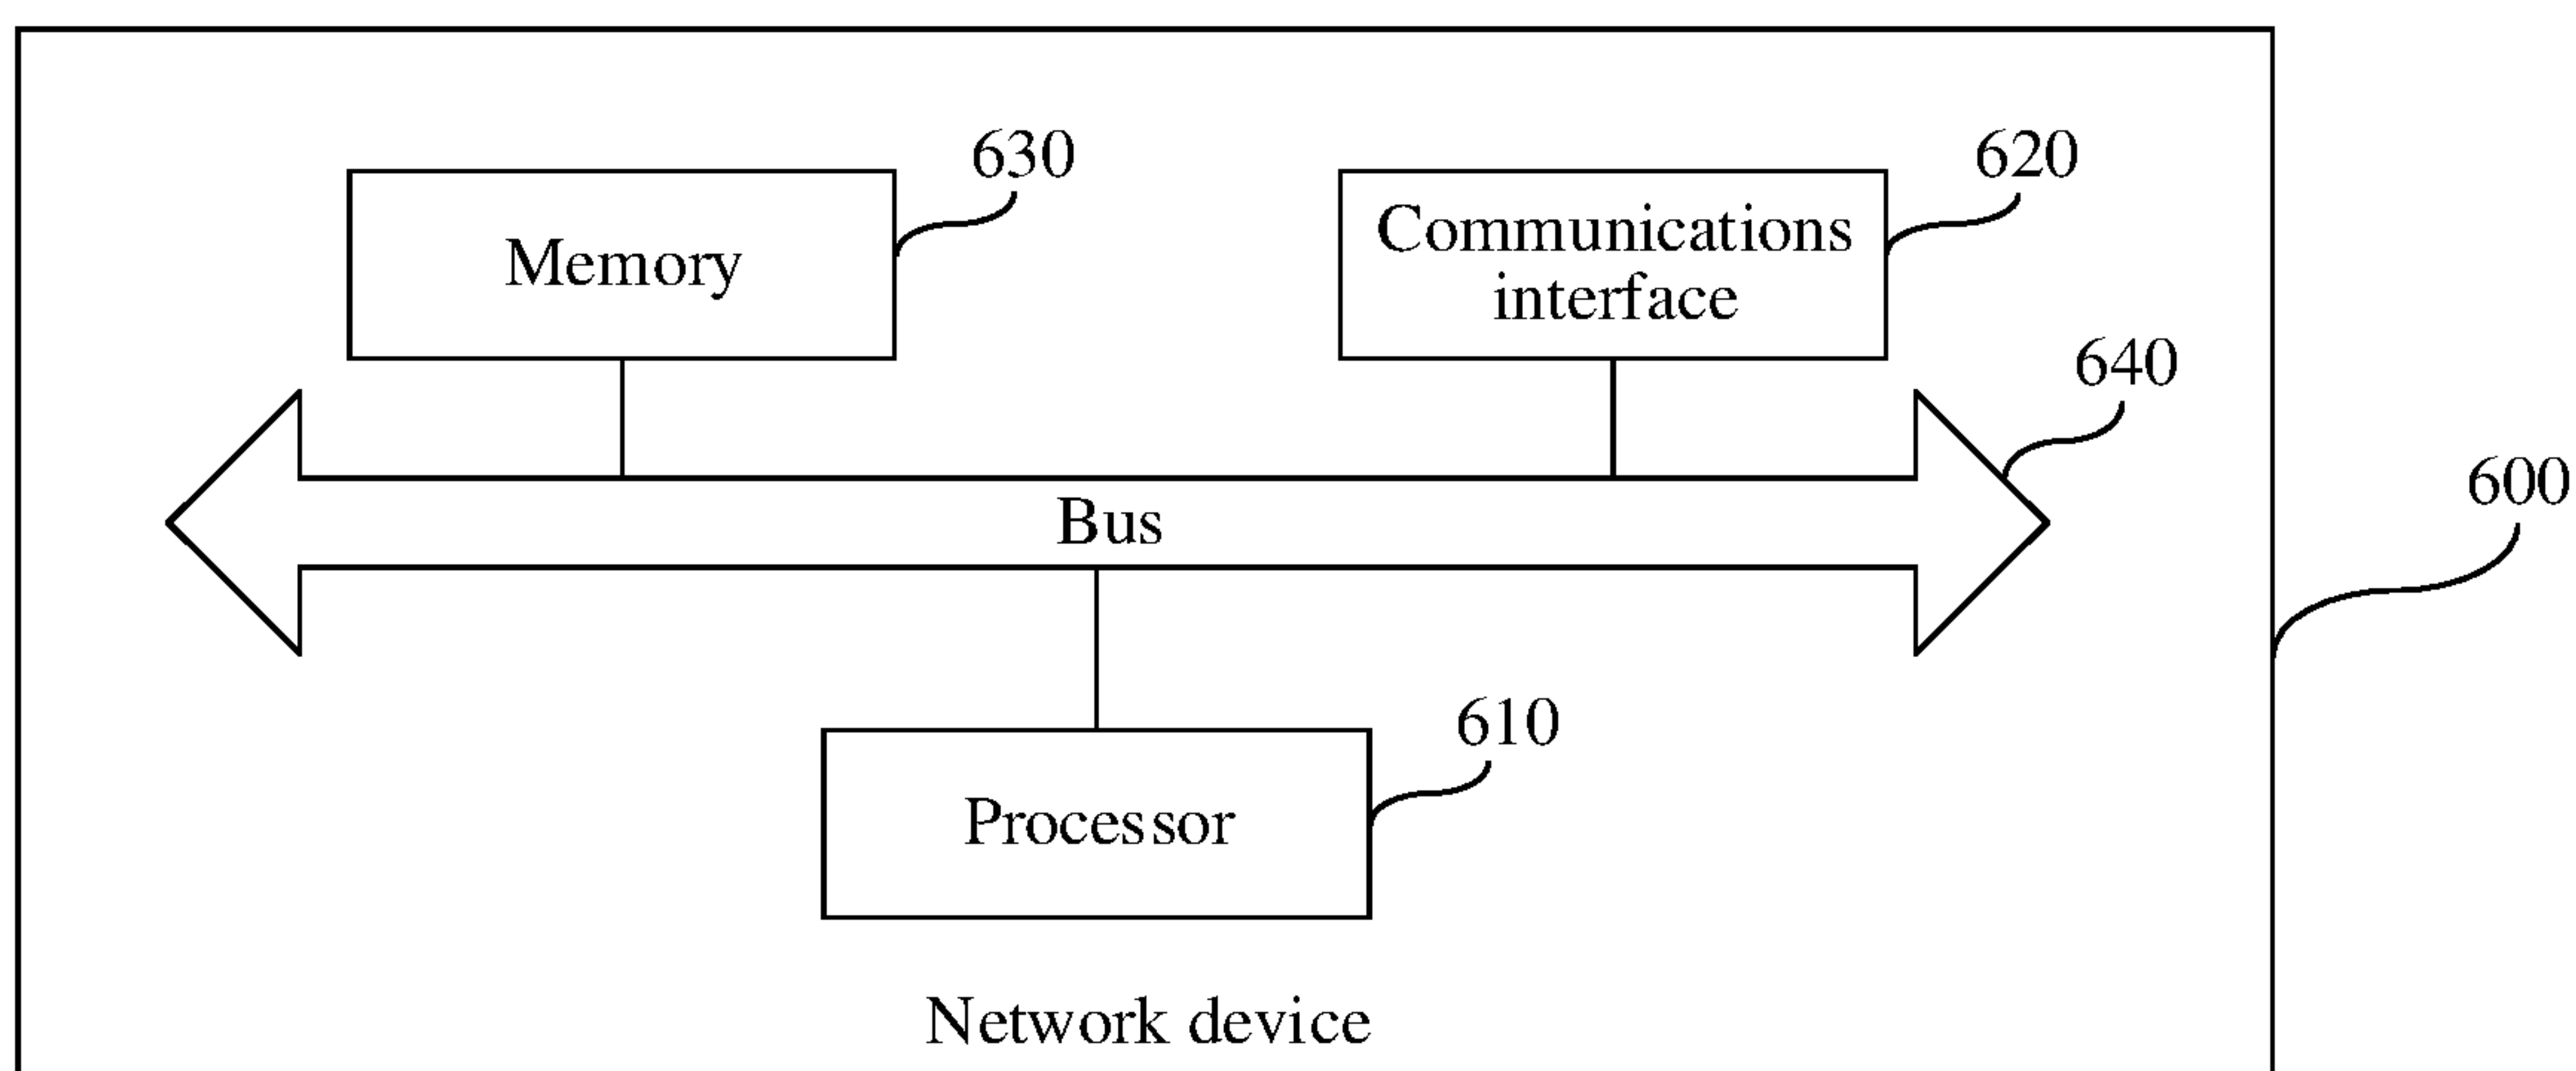 630
620
Memory
Communications
interface
640
600
Bus
610
Processor
Network device